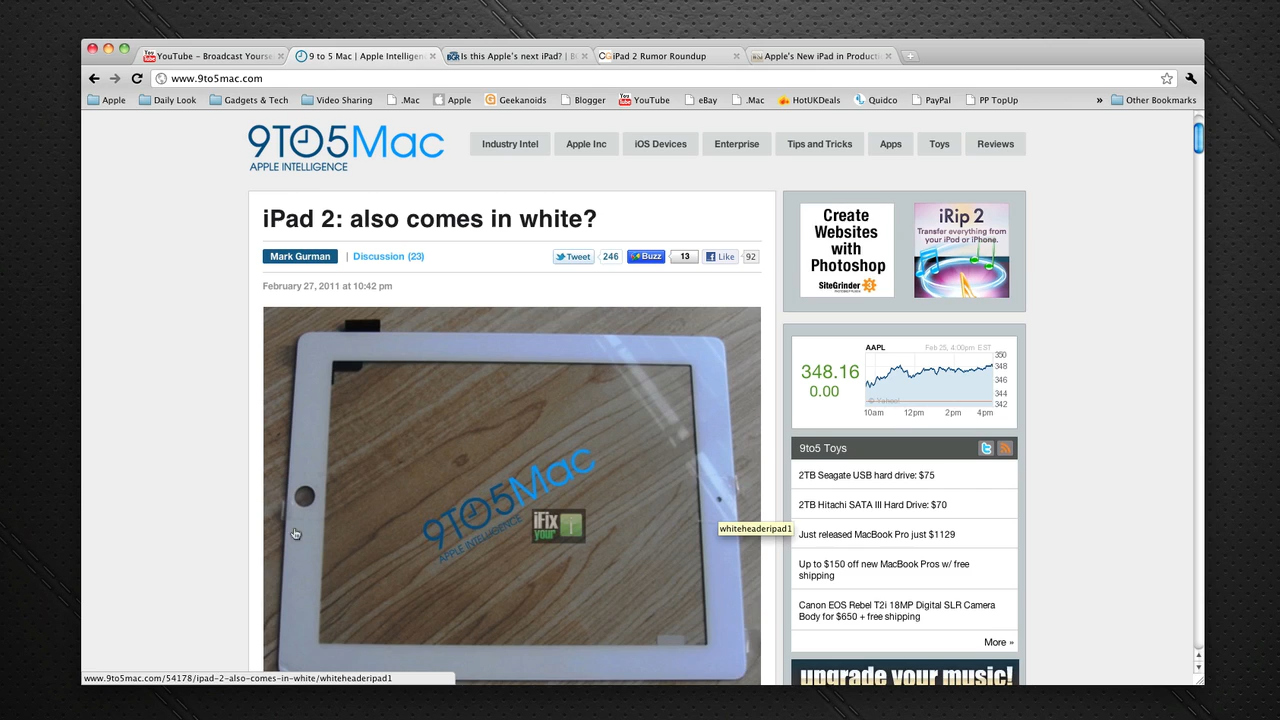 YouTube - Broadcast Yourse
9 to 5 Mac | Apple Intelligen
Is this Apple's next iPad? | B
iPad 2 Rumor Roundup
Apple's New iPad in Producti
www.9to5mac.com
Apple
Daily Look
Gadgets & Tech
Video Sharing
.Mac
Apple
Geekanoids
Blogger
YouTube
eBay
.Mac
HotUKDeals
Quidco
PayPal
PP TopUp
»
Other Bookmarks
9TO5Mac
APPLE INTELLIGENCE
Industry Intel
Apple Inc
iOS Devices
Enterprise
Tips and Tricks
Apps
Toys
Reviews
iPad 2: also comes in white?
Mark Gurman | Discussion (23)
Tweet 246
Buzz 13
Like 92
February 27, 2011 at 10:42 pm
9TO5Mac
APPLE INTELLIGENCE
iFix
your
whiteheaderipad1
www.9to5mac.com/54178/ipad-2-also-comes-in-white/whiteheaderipad1
Create
Websites
with
Photoshop
SiteGrinder 3
iRip 2
Transfer everything from
your iPod or iPhone.
AAPL
Feb 25, 4:00pm EST
348.16
0.00
350
348
346
344
342
© Yahoo!
10am 12pm 2pm 4pm
9to5 Toys
2TB Seagate USB hard drive: $75
2TB Hitachi SATA III Hard Drive: $70
Just released MacBook Pro just $1129
Up to $150 off new MacBook Pros w/ free
shipping
Canon EOS Rebel T2i 18MP Digital SLR Camera
Body for $650 + free shipping
More »
upgrade your music!